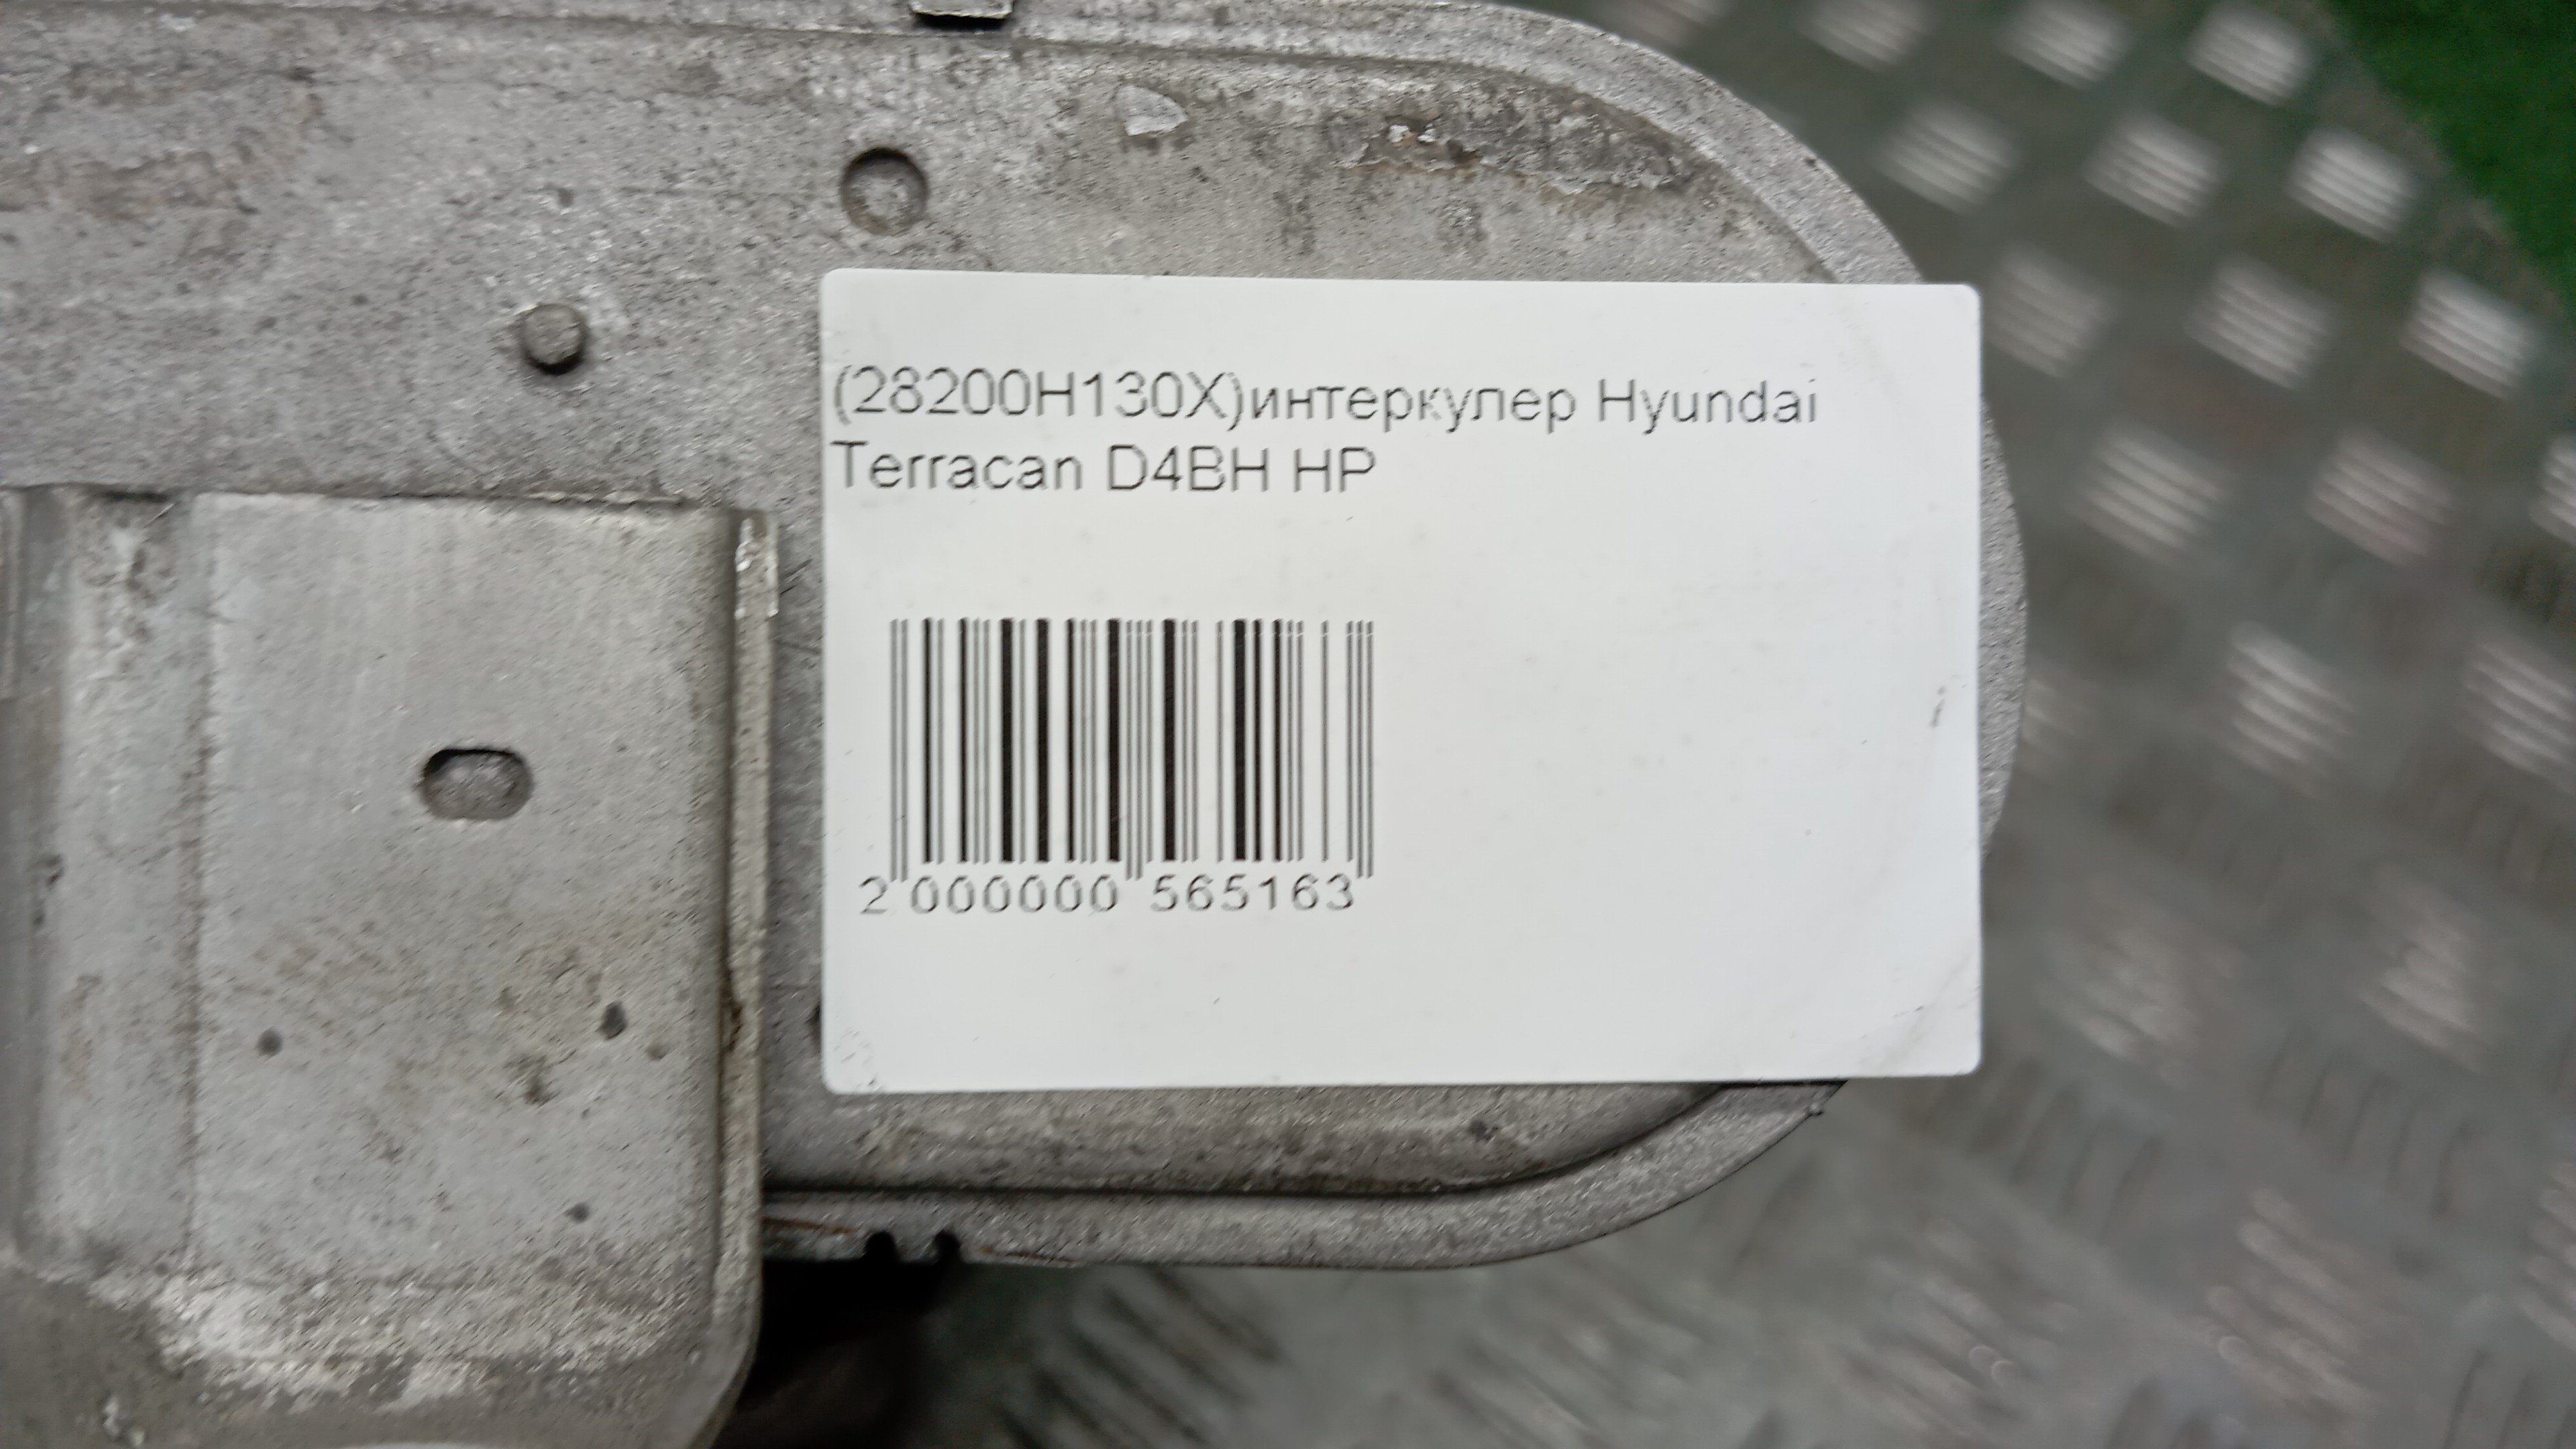 (28200H130X)интеркулер Hyundai
Terracan D4BH HP
2 000000 565163